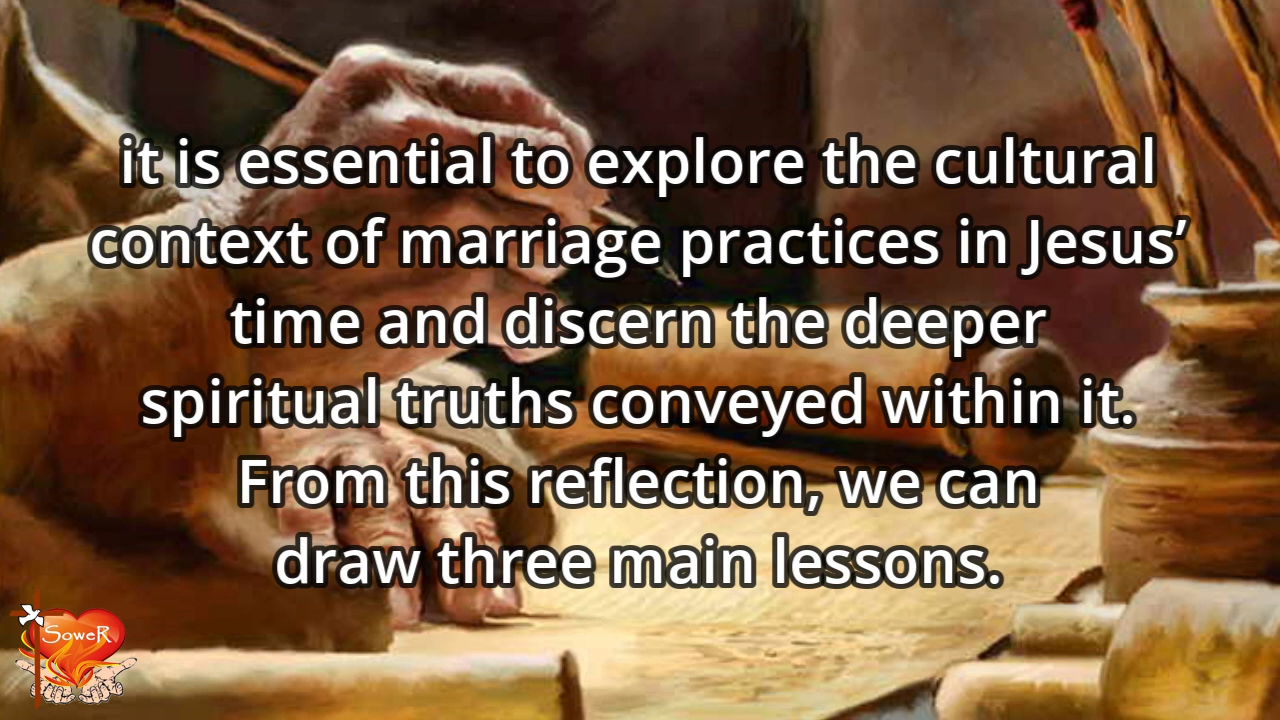 it is essential to explore the cultural
context of marriage practices in Jesus’
time and discern the deeper
spiritual truths conveyed within it.
From this reflection, we can
draw three main lessons.
SoweR